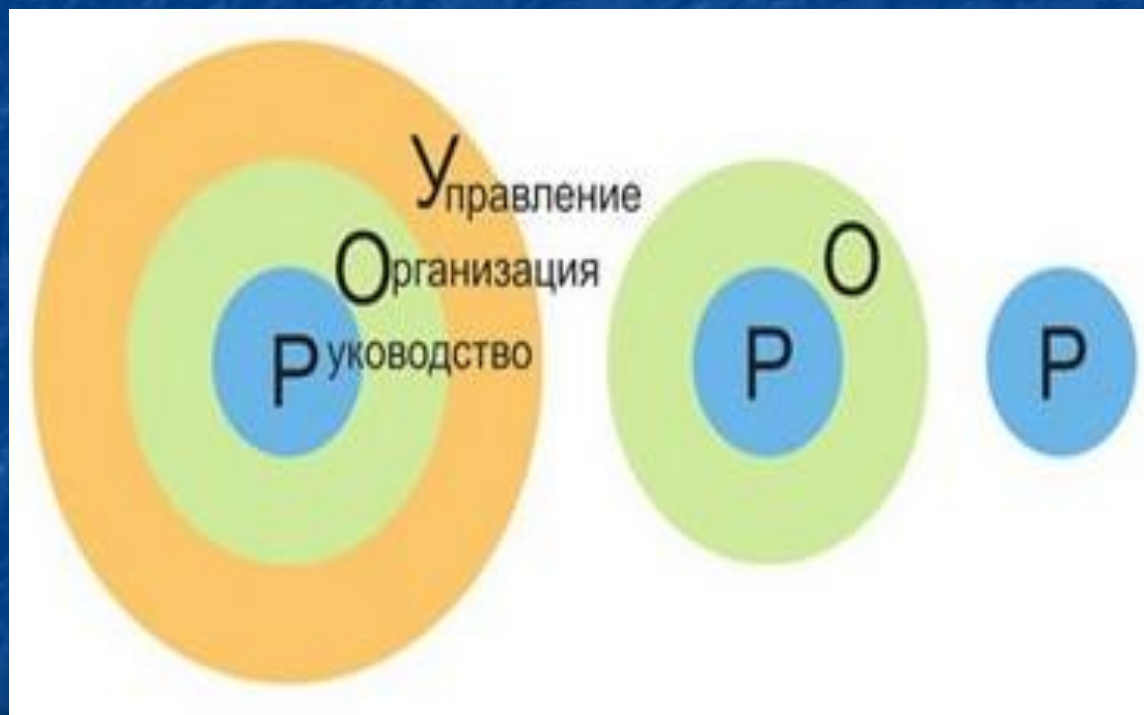 Управление
Организация
Руководство
О
Р
Р